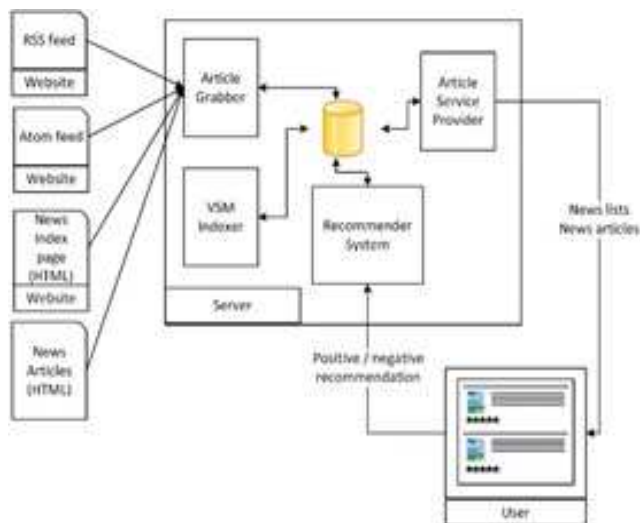 RSS feed
Website
Atom feed
Website
News
Index
page
(HTML)
Website
News
Articles
(HTML)
Article
Grabber
VSM
Indexer
Article
Service
Provider
Recommender
System
Server
News lists
News articles
Positive / negative
recommendation
User